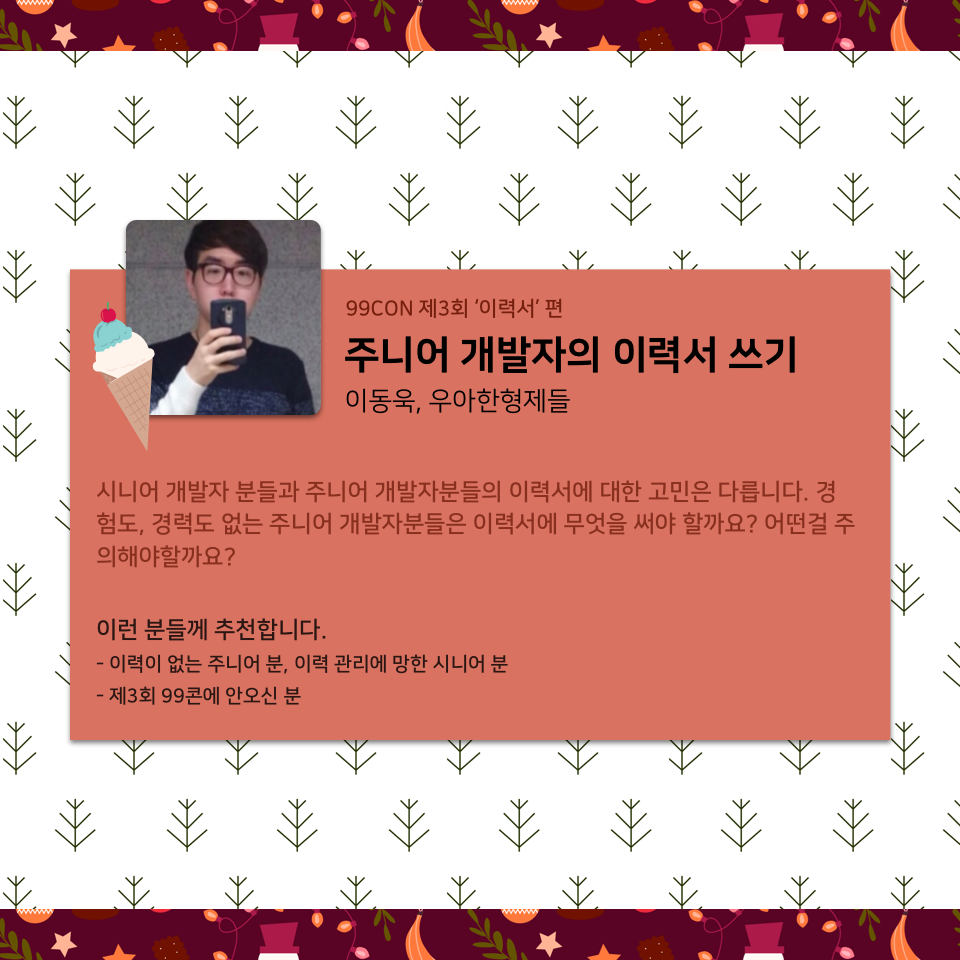 99CON 제3회 ‘이력서’ 편
주니어 개발자의 이력서 쓰기
이동욱, 우아한형제들
시니어 개발자 분들과 주니어 개발자분들의 이력서에 대한 고민은 다릅니다. 경
험도, 경력도 없는 주니어 개발자분들은 이력서에 무엇을 써야 할까요? 어떤걸 주
의해야할까요?
이런 분들께 추천합니다.
- 이력이 없는 주니어 분, 이력 관리에 망한 시니어 분
- 제3회 99콘에 안오신 분